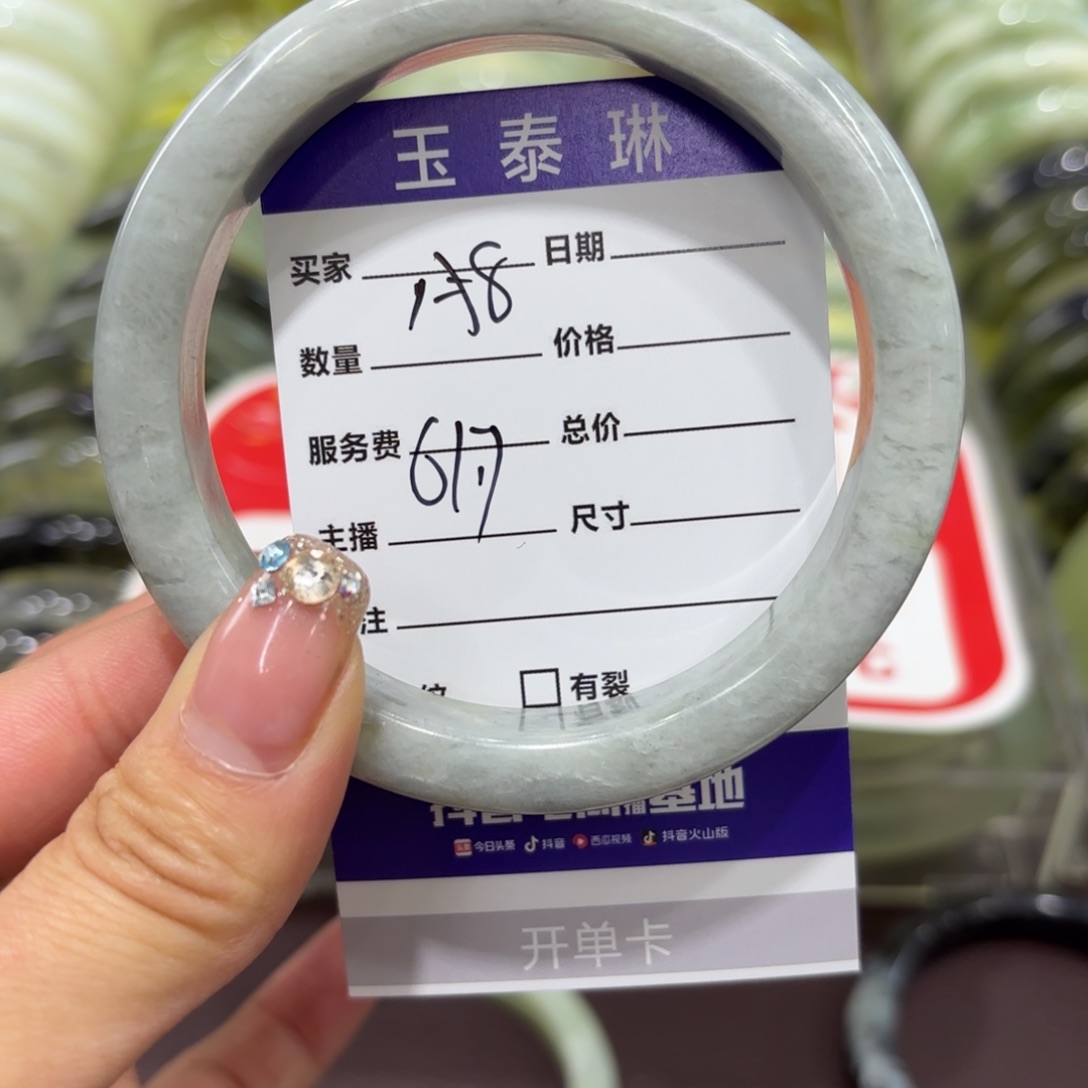 玉泰琳
买家 日期
数量 价格
服务费 总价
617
主播 尺寸
注
有裂
基地
今日头条 抖音 西瓜视频 抖音火山版
开单卡